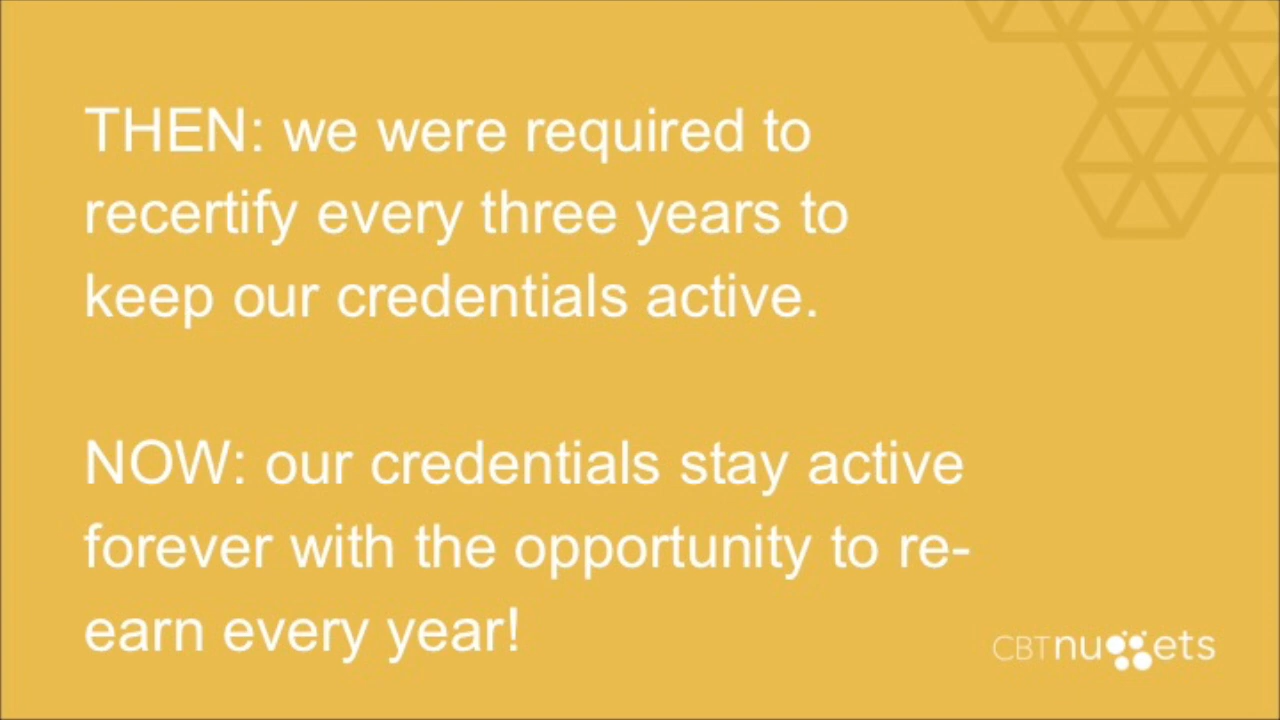 THEN: we were required to
recertify every three years to
keep our credentials active.
NOW: our credentials stay active
forever with the opportunity to re-
earn every year!
CBTnuggets